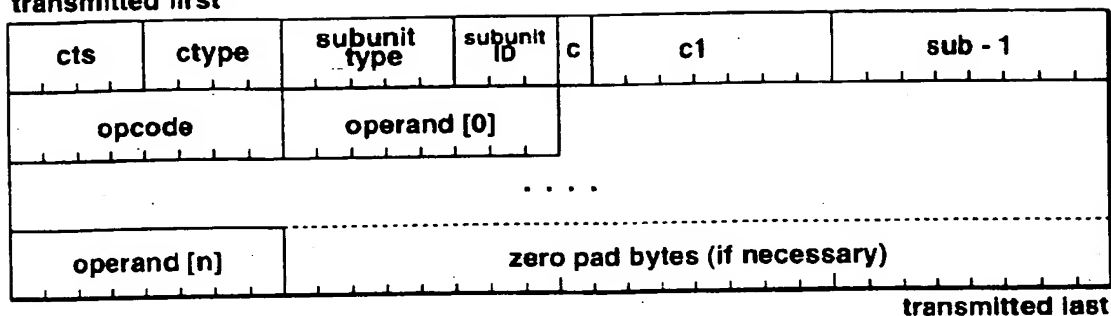 transmitted first
cts ctype subunit type subunit ID c c1 sub - 1
opcode operand [0]
. . . .
operand [n] zero pad bytes (if necessary)
transmitted last